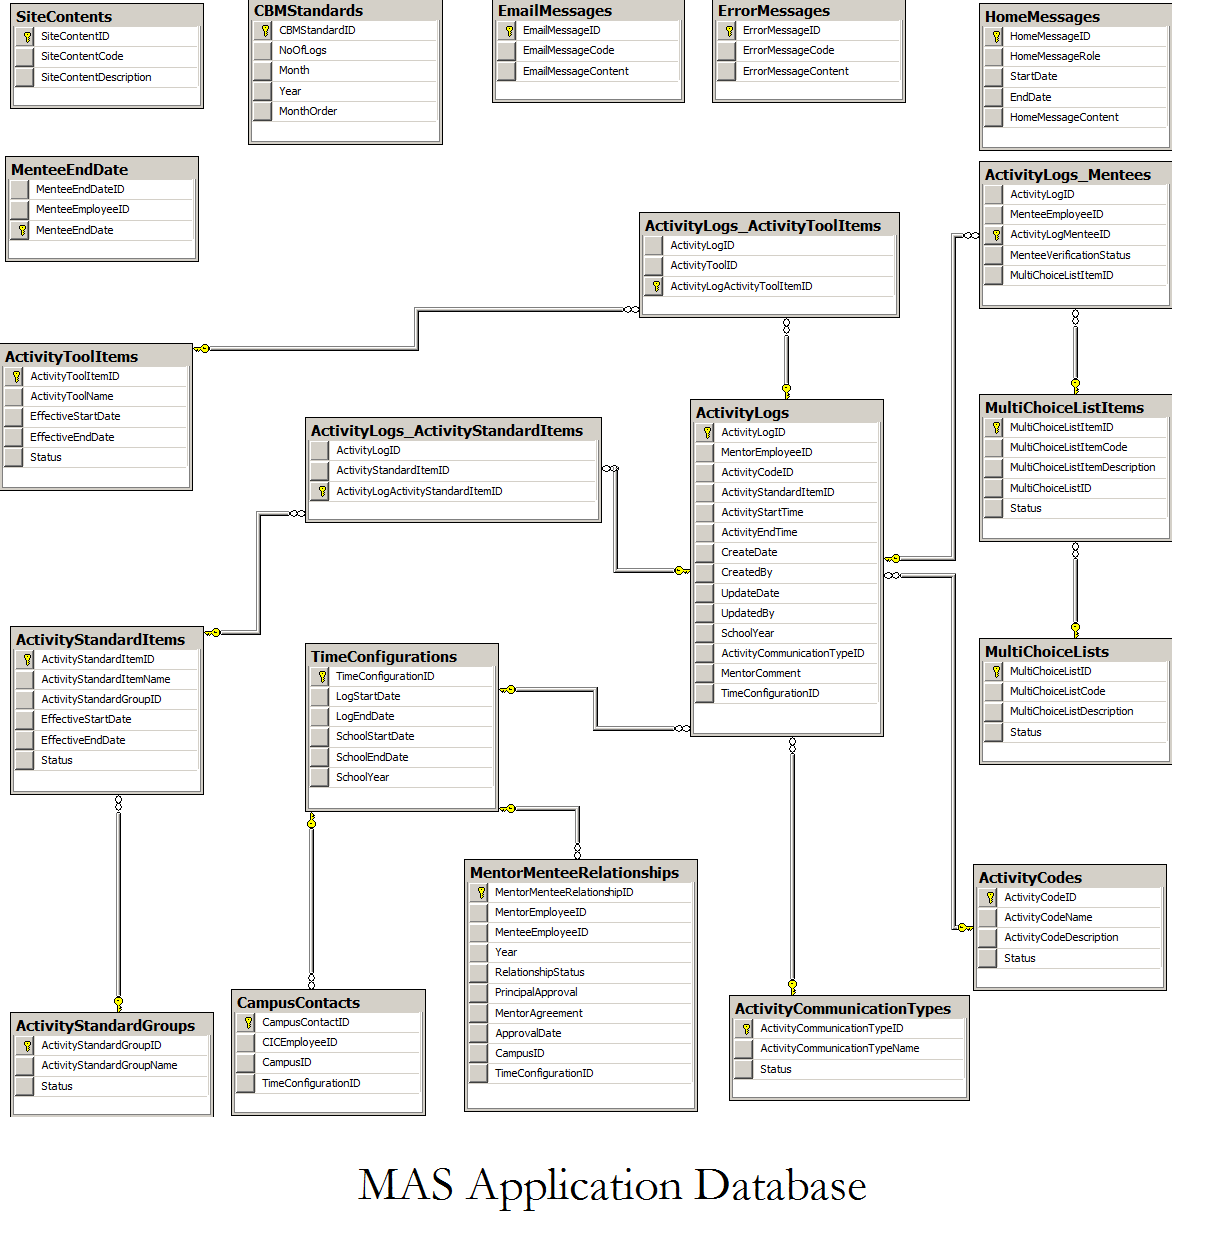 SiteContents
SiteContentID
SiteContentCode
SiteContentDescription
CBMStandards
CBMStandardID
NoOfLogs
Month
Year
MonthOrder
EmailMessages
EmailMessageID
EmailMessageCode
EmailMessageContent
ErrorMessages
ErrorMessageID
ErrorMessageCode
ErrorMessageContent
HomeMessages
HomeMessageID
HomeMessageRole
StartDate
EndDate
HomeMessageContent
MenteeEndDate
MenteeEndDateID
MenteeEmployeeID
MenteeEndDate
ActivityLogs_Mentees
ActivityLogID
MenteeEmployeeID
ActivityLogMenteeID
MenteeVerificationStatus
MultiChoiceListItemID
ActivityLogs_ActivityToolItems
ActivityLogID
ActivityToolID
ActivityLogActivityToolItemID
ActivityToolItems
ActivityToolItemID
ActivityToolName
EffectiveStartDate
EffectiveEndDate
Status
ActivityLogs_ActivityStandardItems
ActivityLogID
ActivityStandardItemID
ActivityLogActivityStandardItemID
ActivityLogs
ActivityLogID
MentorEmployeeID
ActivityCodeID
ActivityStandardItemID
ActivityStartTime
ActivityEndTime
CreateDate
CreatedBy
UpdateDate
UpdatedBy
SchoolYear
ActivityCommunicationTypeID
MentorComment
TimeConfigurationID
MultiChoiceListItems
MultiChoiceListItemID
MultiChoiceListItemCode
MultiChoiceListItemDescription
MultiChoiceListID
Status
ActivityStandardItems
ActivityStandardItemID
ActivityStandardItemName
ActivityStandardGroupID
EffectiveStartDate
EffectiveEndDate
Status
TimeConfigurations
TimeConfigurationID
LogStartDate
LogEndDate
SchoolStartDate
SchoolEndDate
SchoolYear
MultiChoiceLists
MultiChoiceListID
MultiChoiceListCode
MultiChoiceListDescription
Status
MentorMenteeRelationships
MentorMenteeRelationshipID
MentorEmployeeID
MenteeEmployeeID
Year
RelationshipStatus
PrincipalApproval
MentorAgreement
ApprovalDate
CampusID
TimeConfigurationID
ActivityCodes
ActivityCodeID
ActivityCodeName
ActivityCodeDescription
Status
ActivityStandardGroups
ActivityStandardGroupID
ActivityStandardGroupName
Status
CampusContacts
CampusContactID
CICEmployeeID
CampusID
TimeConfigurationID
ActivityCommunicationTypes
ActivityCommunicationTypeID
ActivityCommunicationTypeName
Status
MAS Application Database